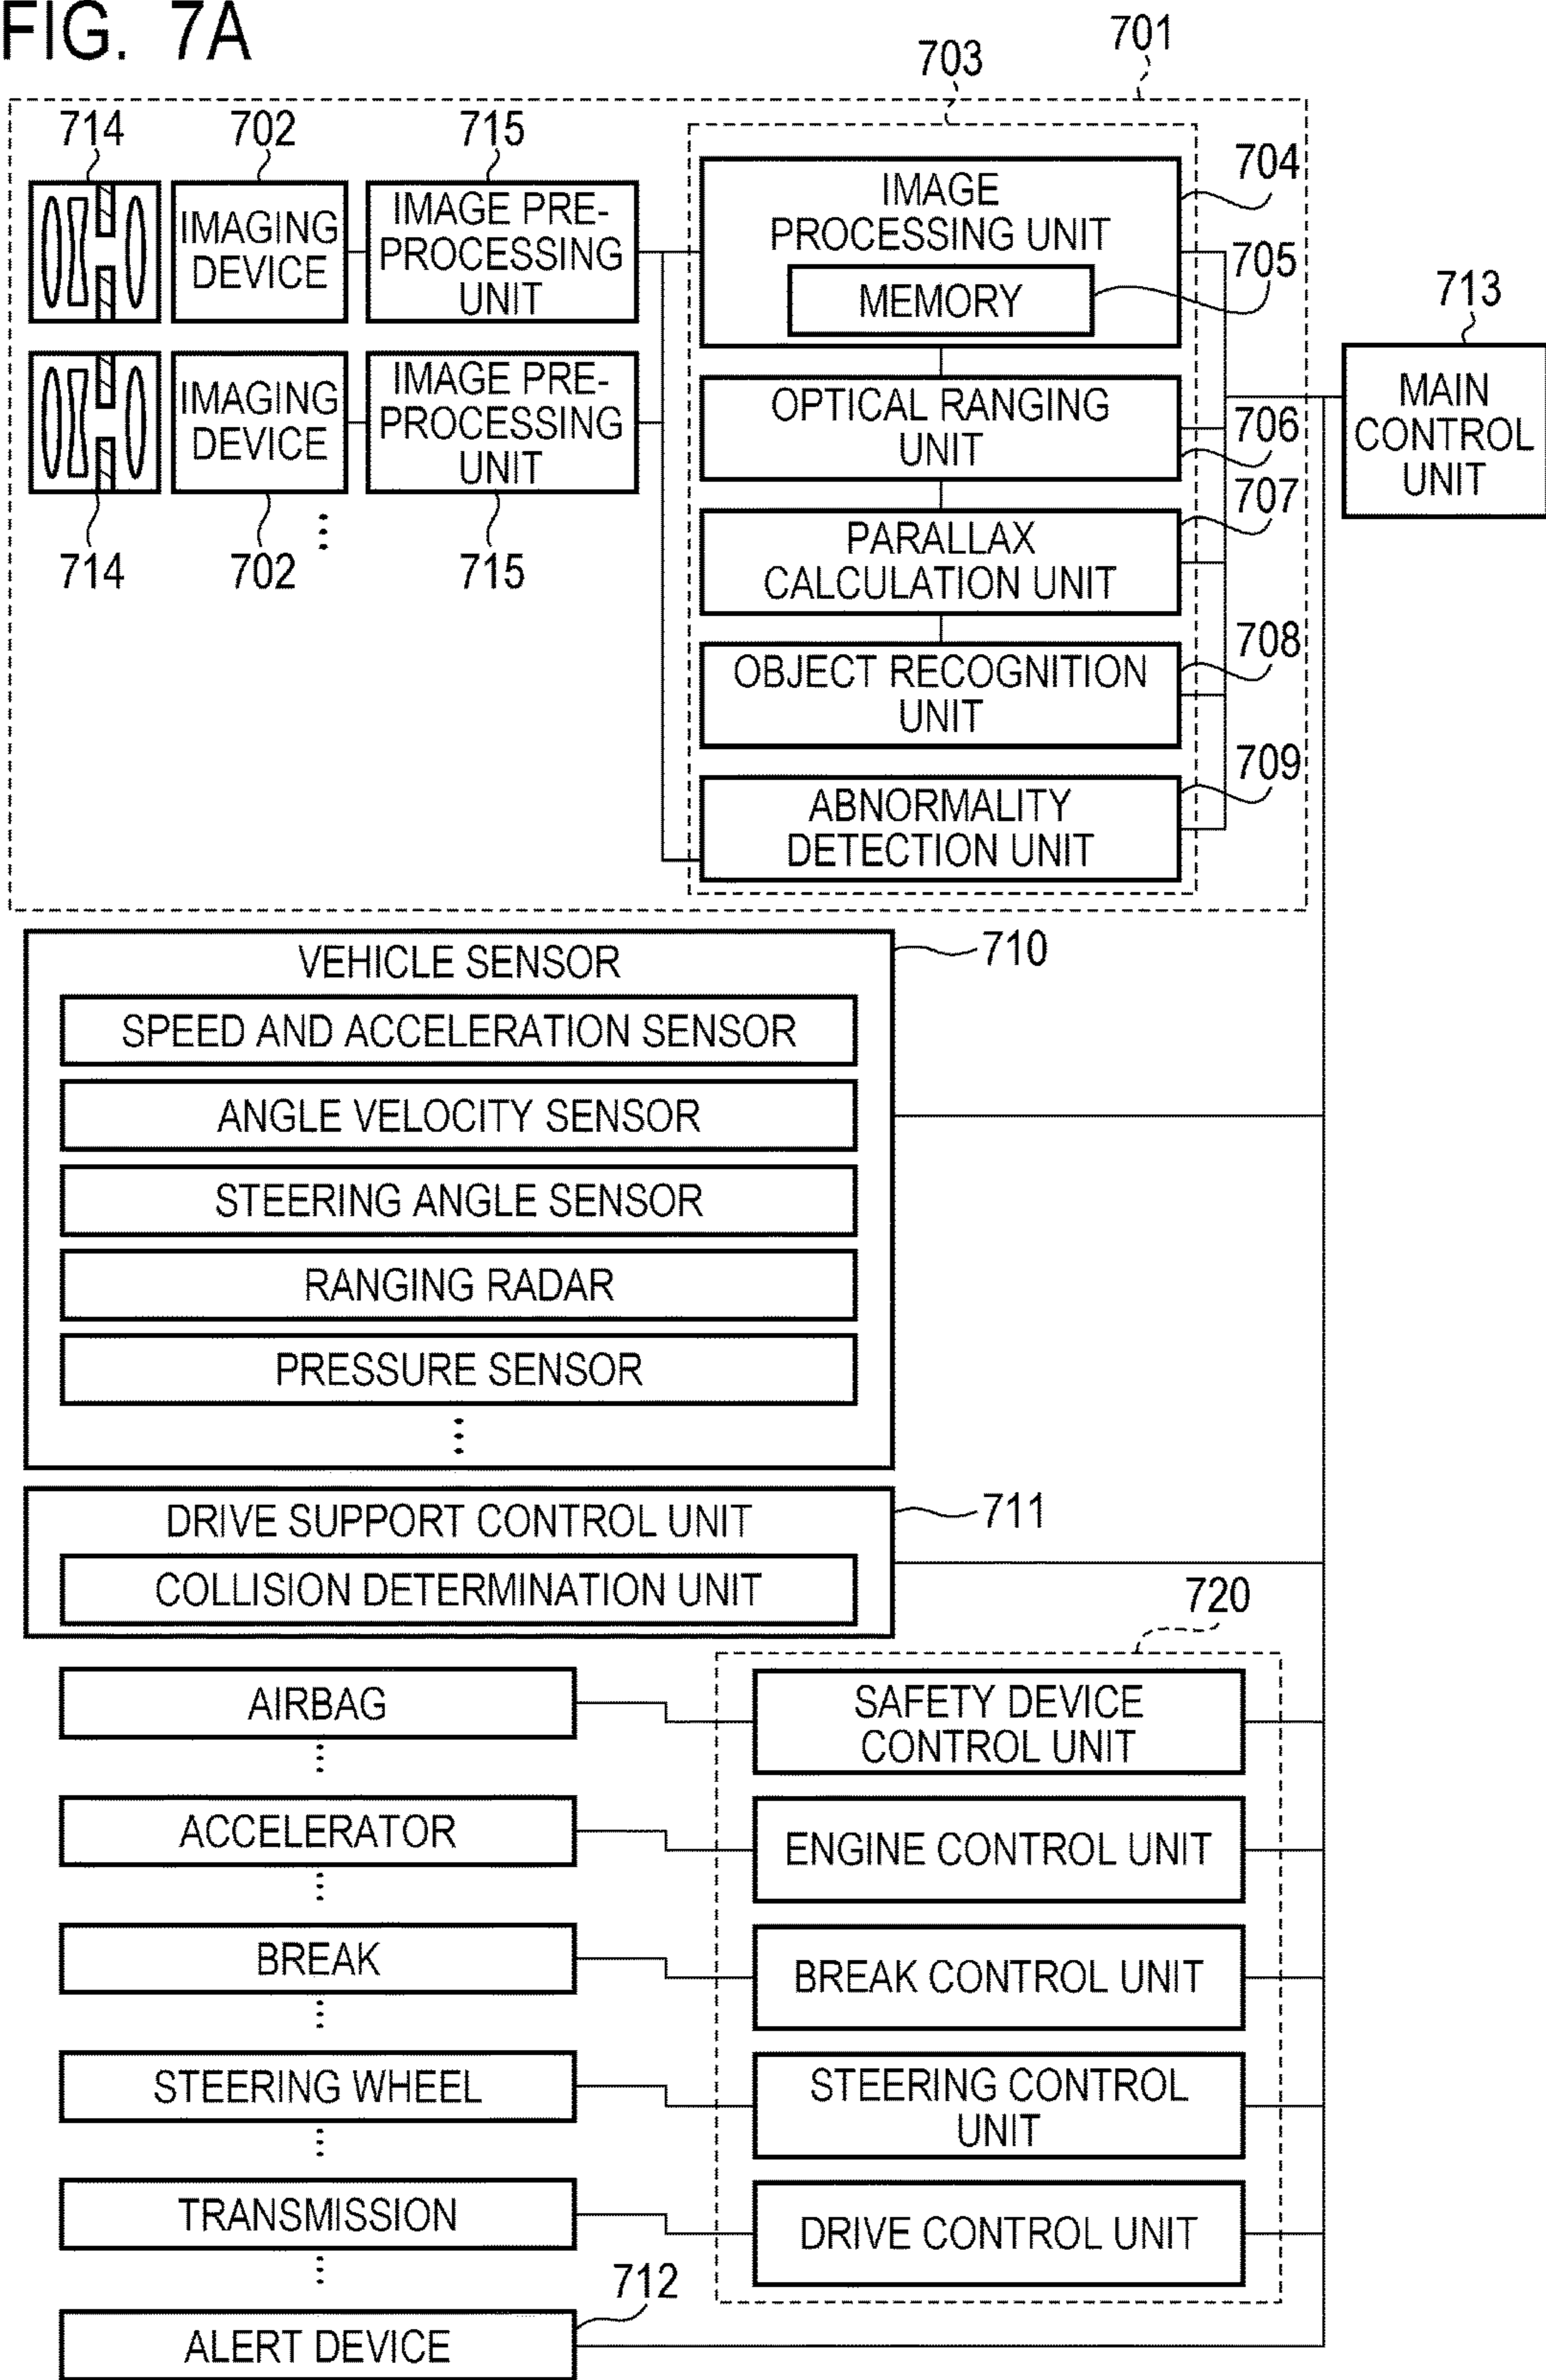 FIG. 7A
701
703
714
702
715
704
IMAGING
DEVICE
IMAGE PRE-
PROCESSING
UNIT
IMAGE
PROCESSING UNIT
705
MEMORY
713
MAIN
CONTROL
UNIT
IMAGING
DEVICE
IMAGE PRE-
PROCESSING
UNIT
OPTICAL RANGING
UNIT
706
707
714
702
715
PARALLAX
CALCULATION UNIT
708
OBJECT RECOGNITION
UNIT
709
ABNORMALITY
DETECTION UNIT
VEHICLE SENSOR
710
SPEED AND ACCELERATION SENSOR
ANGLE VELOCITY SENSOR
STEERING ANGLE SENSOR
RANGING RADAR
PRESSURE SENSOR
DRIVE SUPPORT CONTROL UNIT
711
COLLISION DETERMINATION UNIT
720
AIRBAG
SAFETY DEVICE
CONTROL UNIT
ACCELERATOR
ENGINE CONTROL UNIT
BREAK
BREAK CONTROL UNIT
STEERING WHEEL
STEERING CONTROL
UNIT
TRANSMISSION
DRIVE CONTROL UNIT
712
ALERT DEVICE